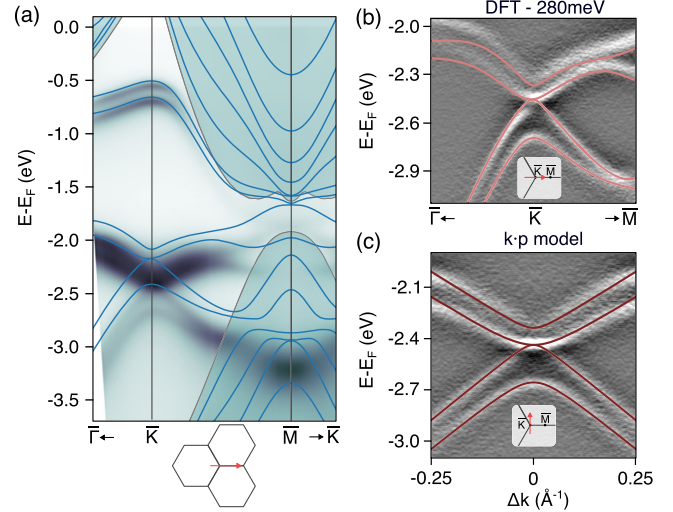 (a)
E-E_F (eV)
0.0
-0.5
-1.0
-1.5
-2.0
-2.5
-3.0
-3.5
Γ̅← K̅ M̅ →K̅
(b)
DFT - 280meV
E-E_F (eV)
-2.0
-2.3
-2.6
-2.9
K̅ M̅
Γ̅← K̅ →M̅
(c)
k·p model
E-E_F (eV)
-2.1
-2.4
-2.7
-3.0
K̅ M̅
-0.25 0 0.25
Δk (Å⁻¹)